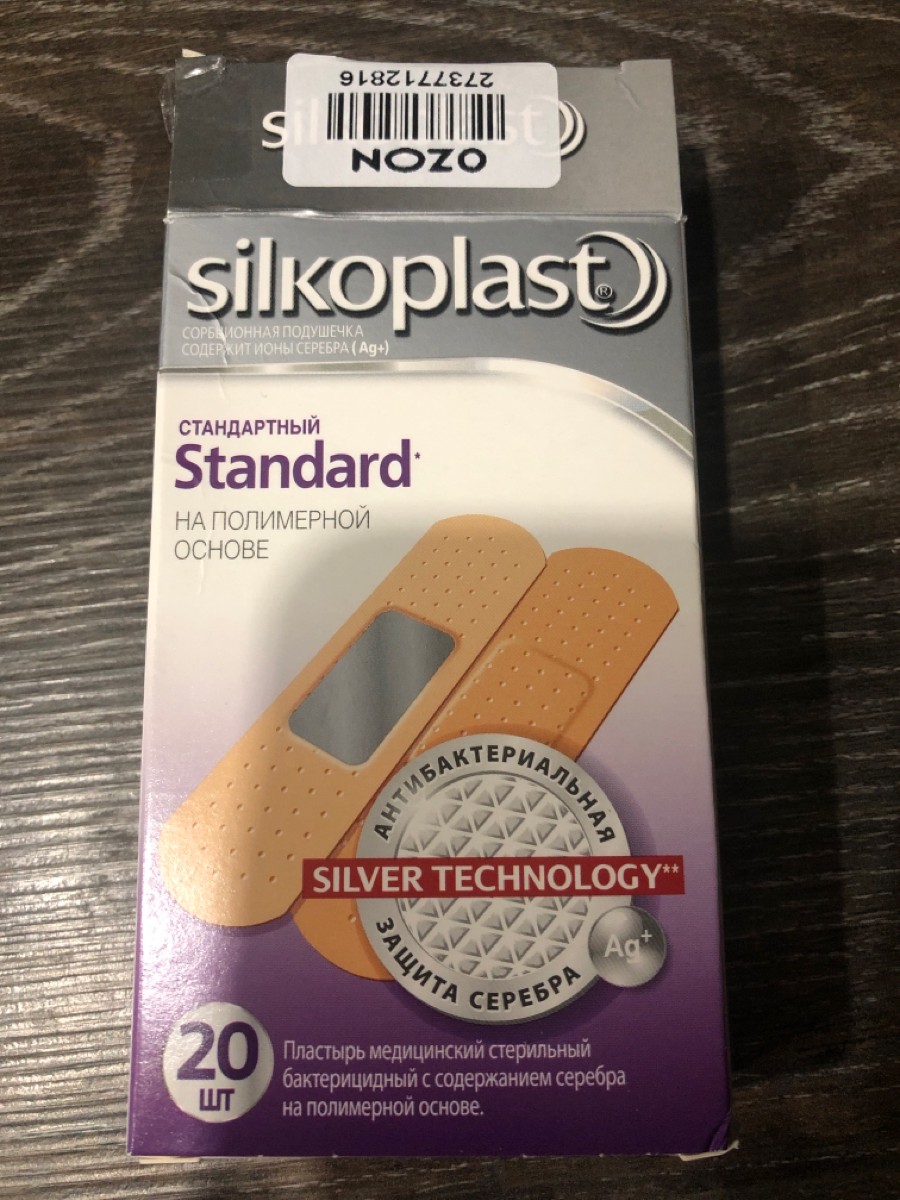 2737712816
OZON
silkoplast
silkoplast®
СОРБЦИОННАЯ ПОДУШЕЧКА
СОДЕРЖИТ ИОНЫ СЕРЕБРА (Ag+)
СТАНДАРТНЫЙ
Standard*
НА ПОЛИМЕРНОЙ
ОСНОВЕ
АНТИБАКТЕРИАЛЬНАЯ
SILVER TECHNOLOGY**
ЗАЩИТА СЕРЕБРА
Ag+
20
ШТ
Пластырь медицинский стерильный
бактерицидный с содержанием серебра
на полимерной основе.